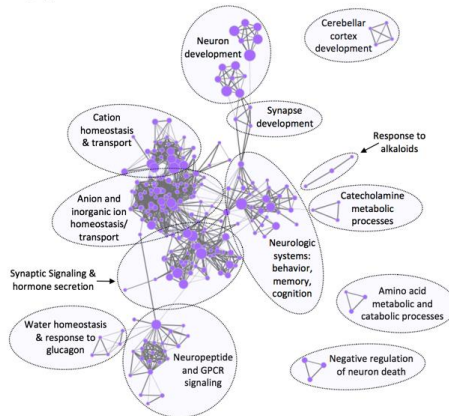 Neuron
development
Cerebellar
cortex
development
Synapse
development
Cation
homeostasis
& transport
Response to
alkaloids
Anion and
inorganic ion
homeostasis/
transport
Catecholamine
metabolic
processes
Neurologic
systems:
behavior,
memory,
cognition
Synaptic Signaling &
hormone secretion
Amino acid
metabolic and
catabolic processes
Water homeostasis
& response to
glucagon
Neuropeptide
and GPCR
signaling
Negative regulation
of neuron death